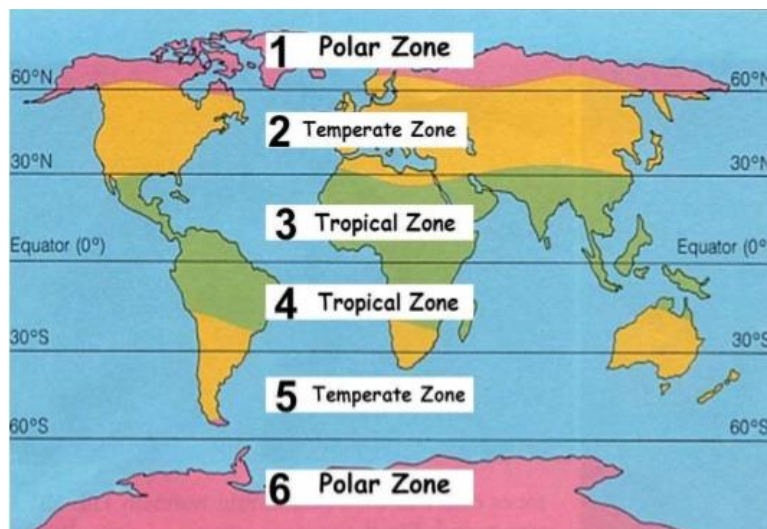 1 Polar Zone
60°N 60°N
2 Temperate Zone
30°N 30°N
3 Tropical Zone
Equator (0°) Equator (0°
4 Tropical Zone
30°S 30°S
5 Temperate Zone
60°S 60°S
6 Polar Zone